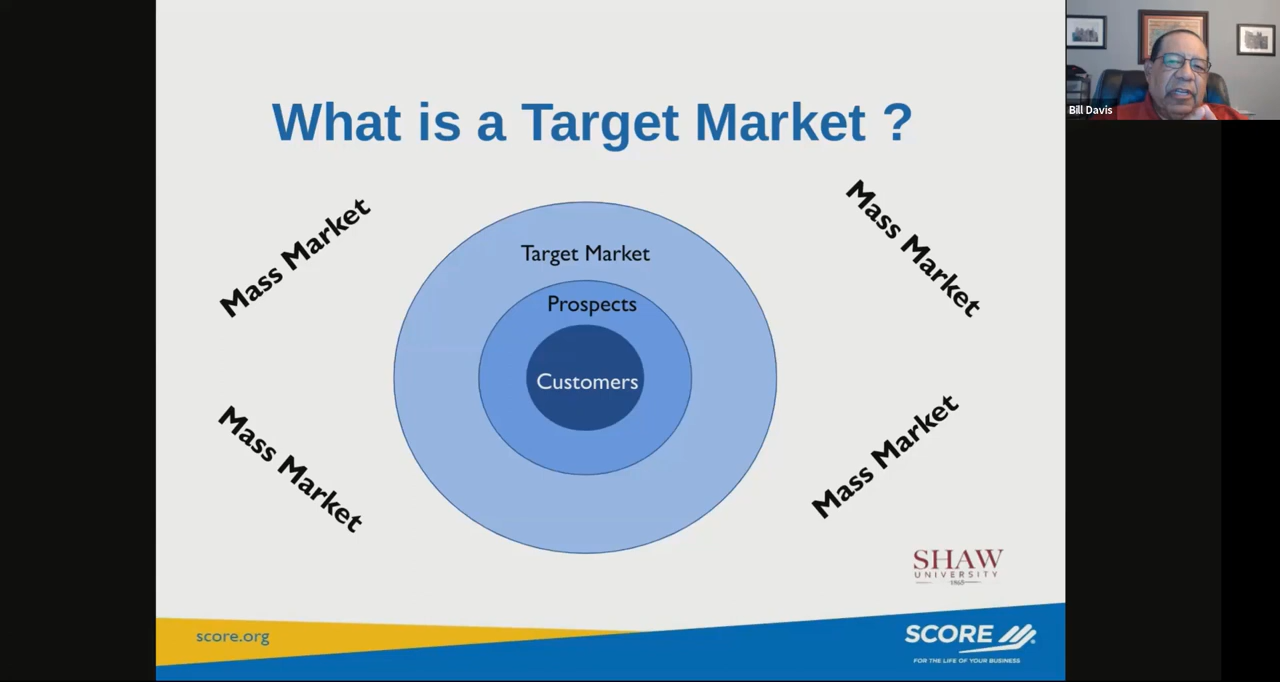 Bill Davis
What is a Target Market ?
Mass Market
Mass Market
Target Market
Prospects
Customers
Mass Market
Mass Market
SHAW
UNIVERSITY
1865
score.org
SCORE
FOR THE LIFE OF YOUR BUSINESS